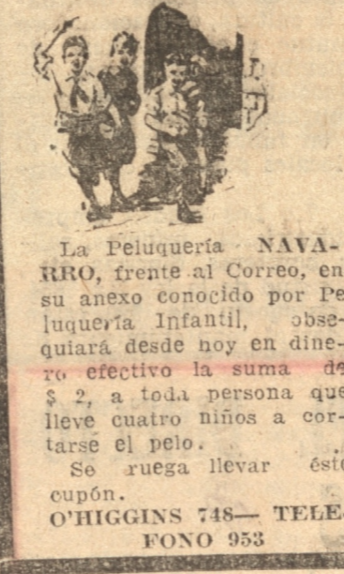 La Peluquería NAVA-
RRO, frente al Correo, en
su anexo conocido por Pe
luquería Infantil, obse-
quiará desde hoy en dine-
ro efectivo la suma de
$ 2, a toda persona que
lleve cuatro niños a cor-
tarse el pelo.
Se ruega llevar éste
cupón.
O'HIGGINS 748— TELE-
FONO 953